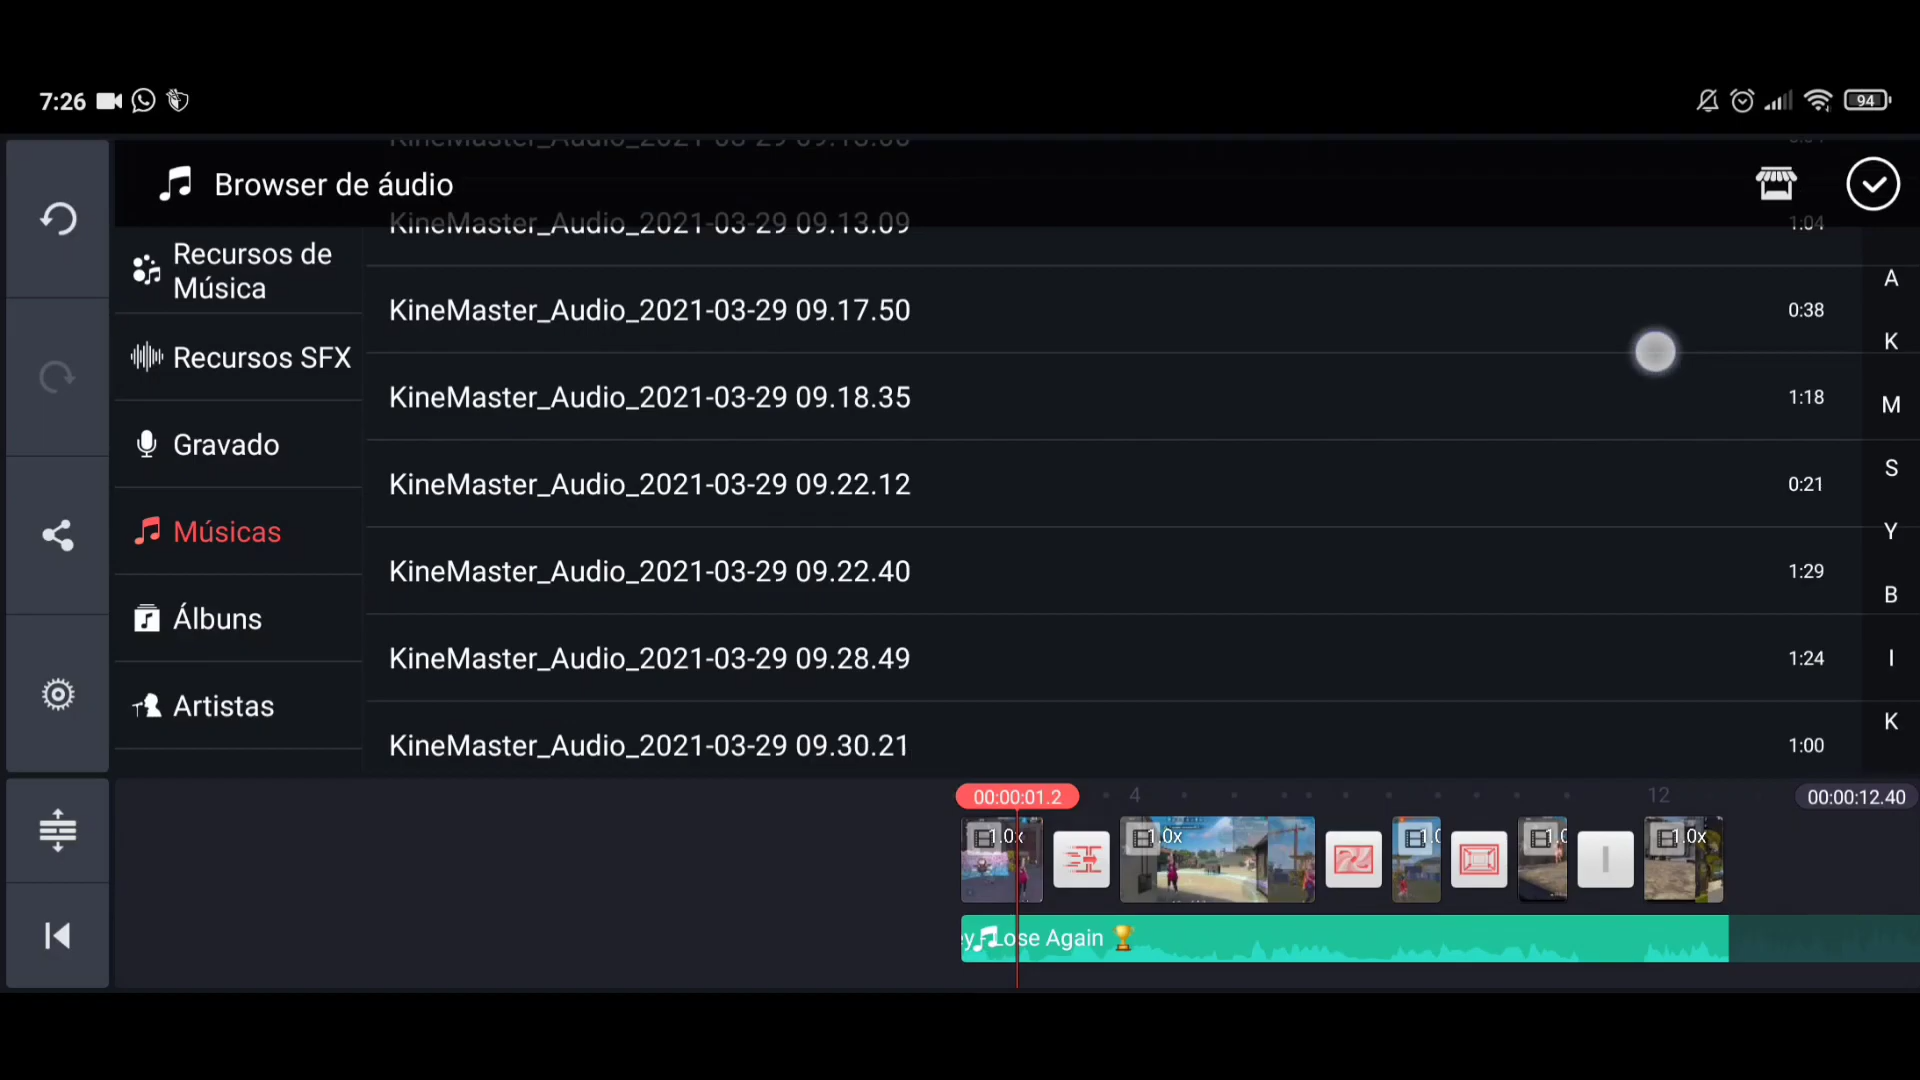 7:26
94
Browser de áudio
KineMaster_Audio_2021-03-29 09.13.09
1:04
Recursos de
Música
KineMaster_Audio_2021-03-29 09.17.50
0:38
Recursos SFX
KineMaster_Audio_2021-03-29 09.18.35
1:18
Gravado
KineMaster_Audio_2021-03-29 09.22.12
0:21
Músicas
KineMaster_Audio_2021-03-29 09.22.40
1:29
Álbuns
KineMaster_Audio_2021-03-29 09.28.49
1:24
Artistas
KineMaster_Audio_2021-03-29 09.30.21
1:00
A
K
M
S
Y
B
I
K
00:00:01.2
4
12
00:00:12.40
1.0x
1.0x
1.0x
Lose Again 🏆